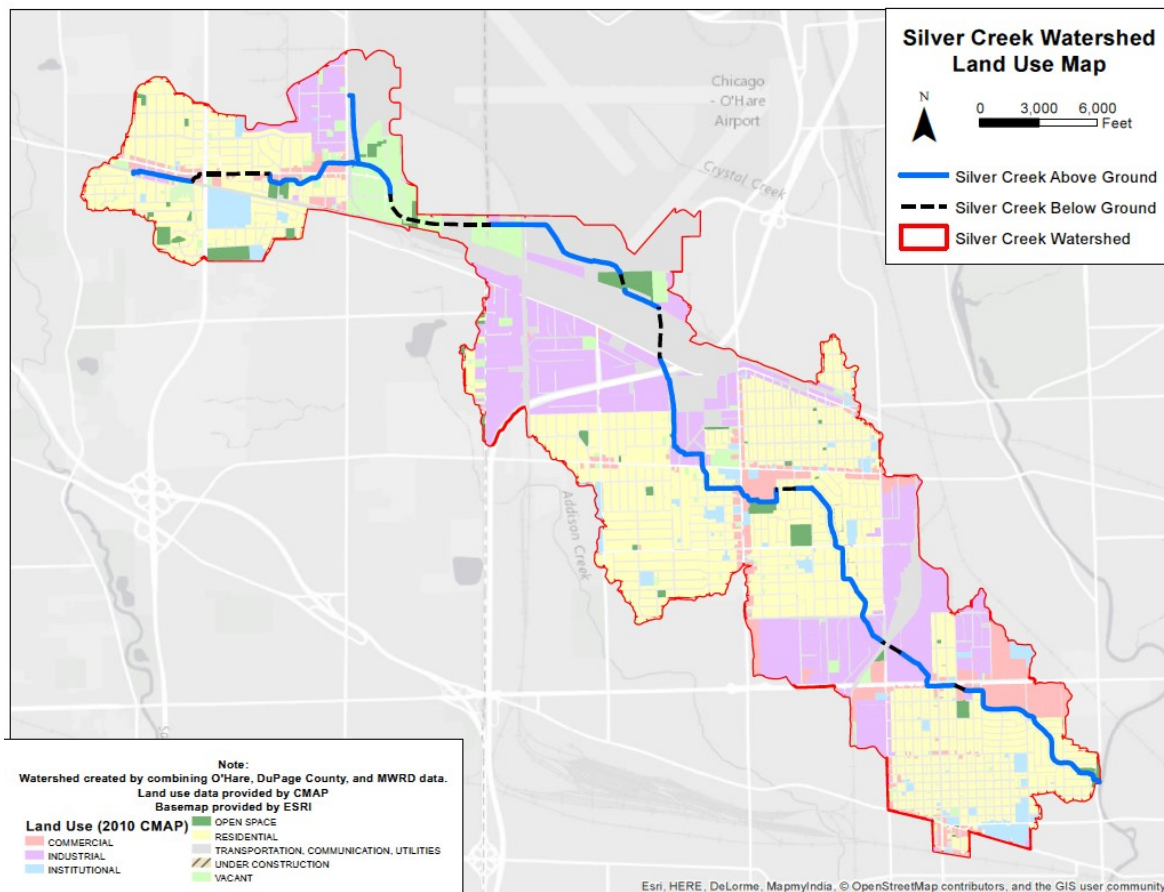 Silver Creek Watershed
Land Use Map
N
0 3,000 6,000
Feet
Silver Creek Above Ground
Silver Creek Below Ground
Silver Creek Watershed
Chicago
- O'Hare
Airport
Crystal Creek
Addison Creek
Note:
Watershed created by combining O'Hare, DuPage County, and MWRD data.
Land use data provided by CMAP
Basemap provided by ESRI
Land Use (2010 CMAP)
COMMERCIAL
INDUSTRIAL
INSTITUTIONAL
OPEN SPACE
RESIDENTIAL
TRANSPORTATION, COMMUNICATION, UTILITIES
UNDER CONSTRUCTION
VACANT
Esri, HERE, DeLorme, MapmyIndia, © OpenStreetMap contributors, and the GIS user community